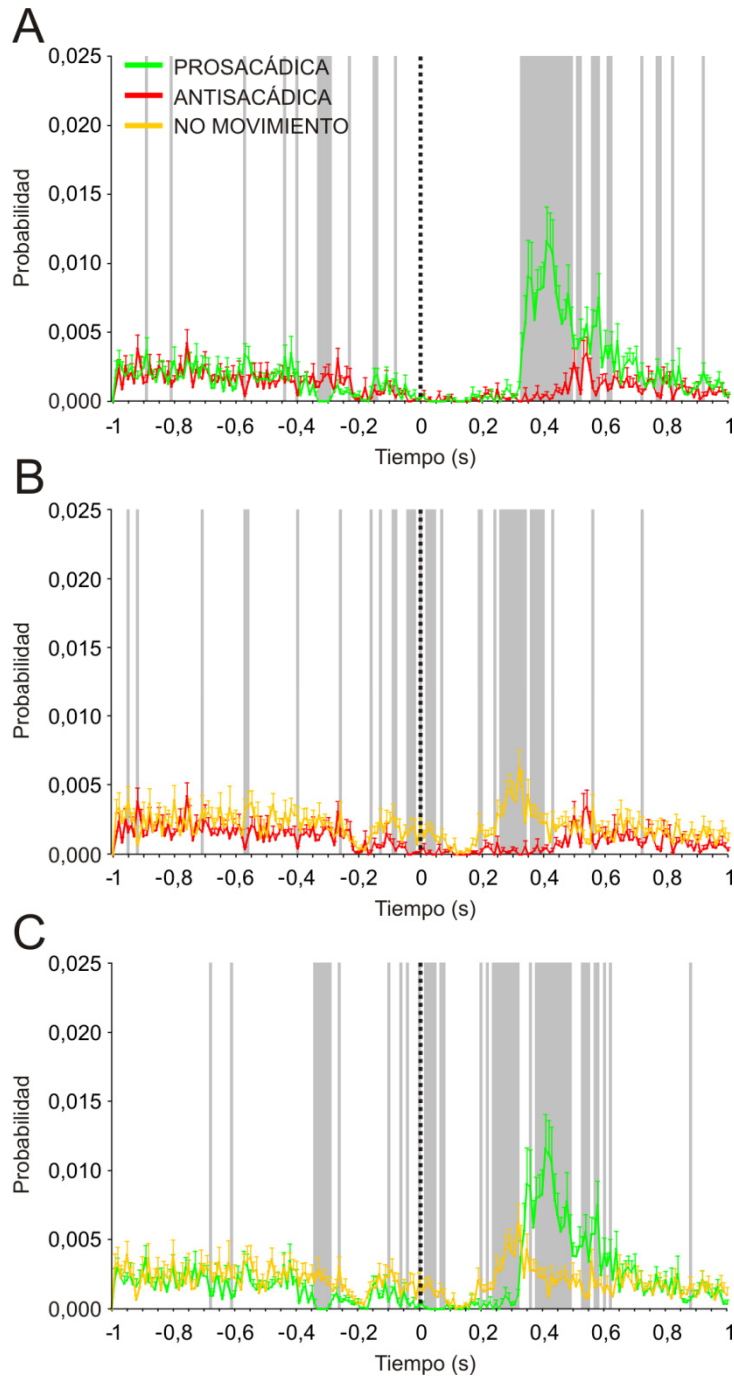 A
0,025
0,020
0,015
0,010
0,005
0,000
Probabilidad
PROSACÁDICA
ANTISACÁDICA
NO MOVIMIENTO
-1 -0,8 -0,6 -0,4 -0,2 0 0,2 0,4 0,6 0,8 1
Tiempo (s)
B
0,025
0,020
0,015
0,010
0,005
0,000
Probabilidad
-1 -0,8 -0,6 -0,4 -0,2 0 0,2 0,4 0,6 0,8 1
Tiempo (s)
C
0,025
0,020
0,015
0,010
0,005
0,000
Probabilidad
-1 -0,8 -0,6 -0,4 -0,2 0 0,2 0,4 0,6 0,8 1
Tiempo (s)